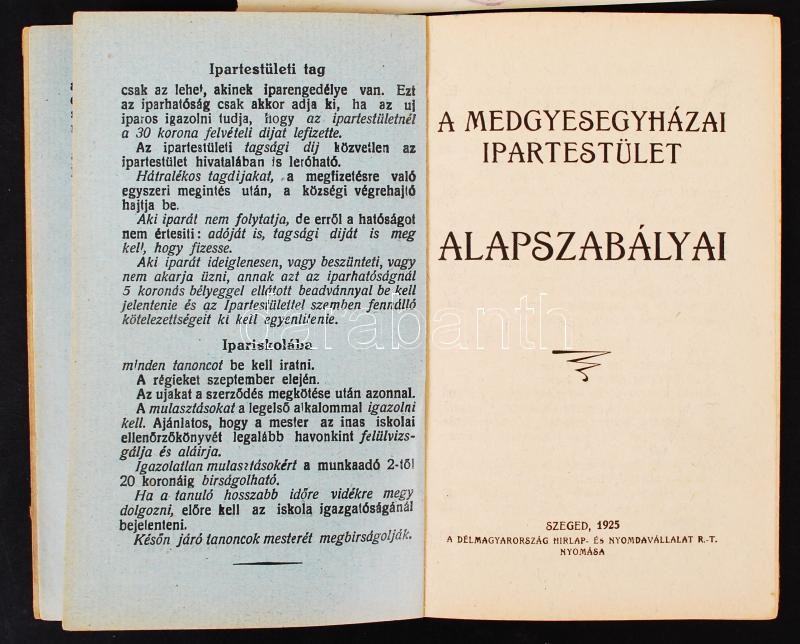 Ipartestületi tag
csak az lehet, akinek iparengedélye van. Ezt
az iparhatóság csak akkor adja ki, ha az uj
iparos igazolni tudja, hogy az ipartestületnél
a 30 korona felvételi dijat lefizette.
Az ipartestületi tagsági dij közvetlen az
ipartestület hivatalában is leróható.
Hátralékos tagdijakat, a megfizetésre való
egyszeri megintés után, a községi végrehajtó
hajtja be.
Aki iparát nem folytatja, de erről a hatóságot
nem értesiti: adóját is, tagsági diját is meg
kell, hogy fizesse.
Aki iparát ideiglenesen, vagy beszünteti, vagy
nem akarja üzni, annak azt az iparhatóságnál
5 koronás bélyeggel ellátott beadvánnyal be kell
jelentenie és az Ipartestülettel szemben fennálló
kötelezettségeit ki kell egyenlitenie.
Ipariskolába
minden tanoncot be kell iratni.
A régieket szeptember elején.
Az ujakat a szerződés megkötése után azonnal.
A mulasztásokat a legelső alkalommal igazolni
kell. Ajánlatos, hogy a mester az inas iskolai
ellenőrzőkönyvét legalább havonkint felülvizs-
gálja és aláirja.
Igazolatlan mulasztásokért a munkaadó 2-től
20 koronáig birságolható.
Ha a tanuló hosszabb időre vidékre megy
dolgozni, előre kell az iskola igazgatóságánál
bejelenteni.
Későn járó tanoncok mesterét megbirságolják.
A MEDGYESEGYHÁZAI
IPARTESTÜLET
ALAPSZABÁLYAI
SZEGED, 1925
A DÉLMAGYARORSZÁG HIRLAP- ÉS NYOMDAVÁLLALAT R.-T.
NYOMÁSA
darabanth